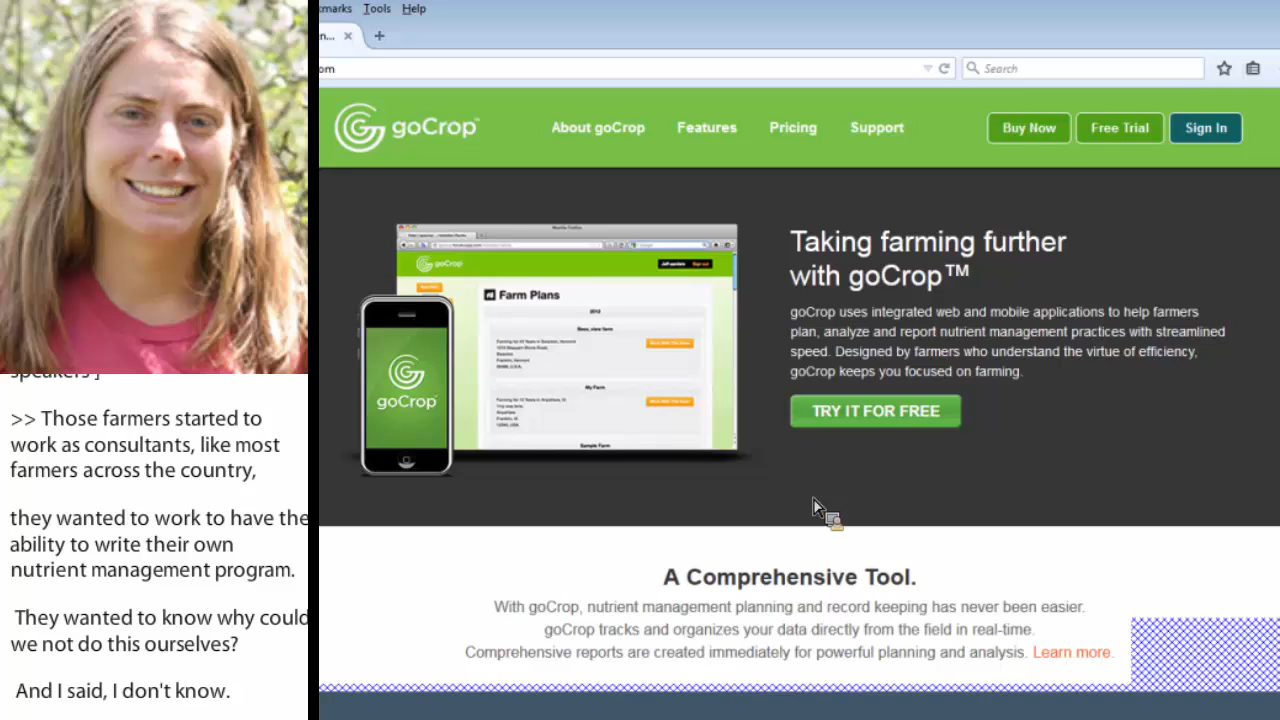 speakers ]
>> Those farmers started to
work as consultants, like most
farmers across the country,
they wanted to work to have the
ability to write their own
nutrient management program.
They wanted to know why could
we not do this ourselves?
And I said, I don't know.
Tools Help
Search
goCrop™
About goCrop Features Pricing Support
Buy Now Free Trial Sign In
goCrop
Farm Plans
2012
My Farm
Sample Farm
goCrop
Taking farming further
with goCrop™
goCrop uses integrated web and mobile applications to help farmers
plan, analyze and report nutrient management practices with streamlined
speed. Designed by farmers who understand the virtue of efficiency,
goCrop keeps you focused on farming.
TRY IT FOR FREE
A Comprehensive Tool.
With goCrop, nutrient management planning and record keeping has never been easier.
goCrop tracks and organizes your data directly from the field in real-time.
Comprehensive reports are created immediately for powerful planning and analysis. Learn more.